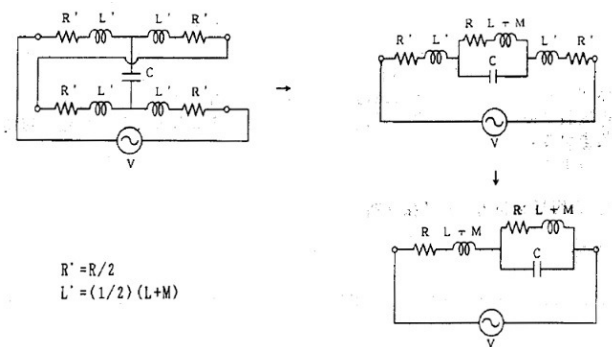 R' L' L' R'
C
R' L' L' R'
V
→
R L+M
R' L' L' R'
C
V
↓
R L+M
R L+M
C
V
R'=R/2
L'=(1/2)(L+M)